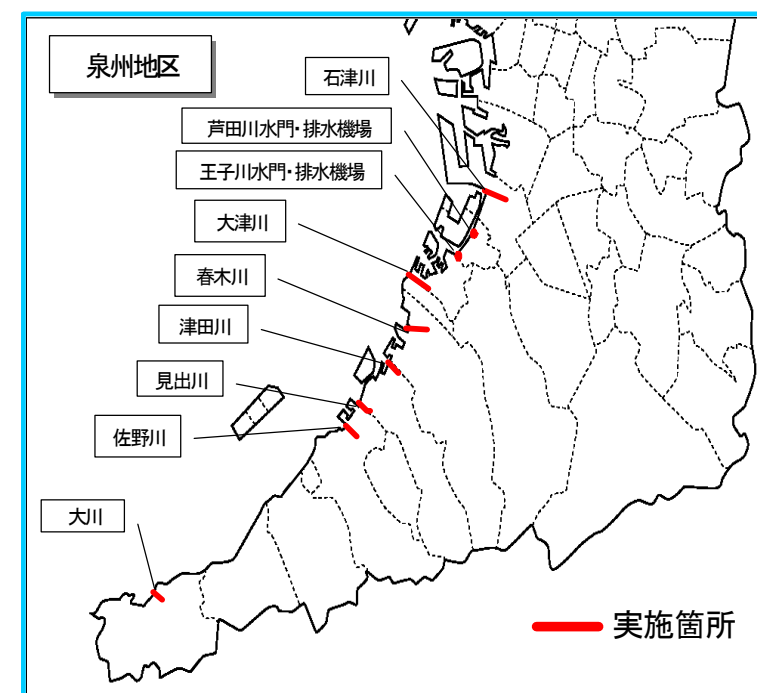 泉州地区
石津川
芦田川水門・排水機場
王子川水門・排水機場
大津川
春木川
津田川
見出川
佐野川
大川
実施箇所